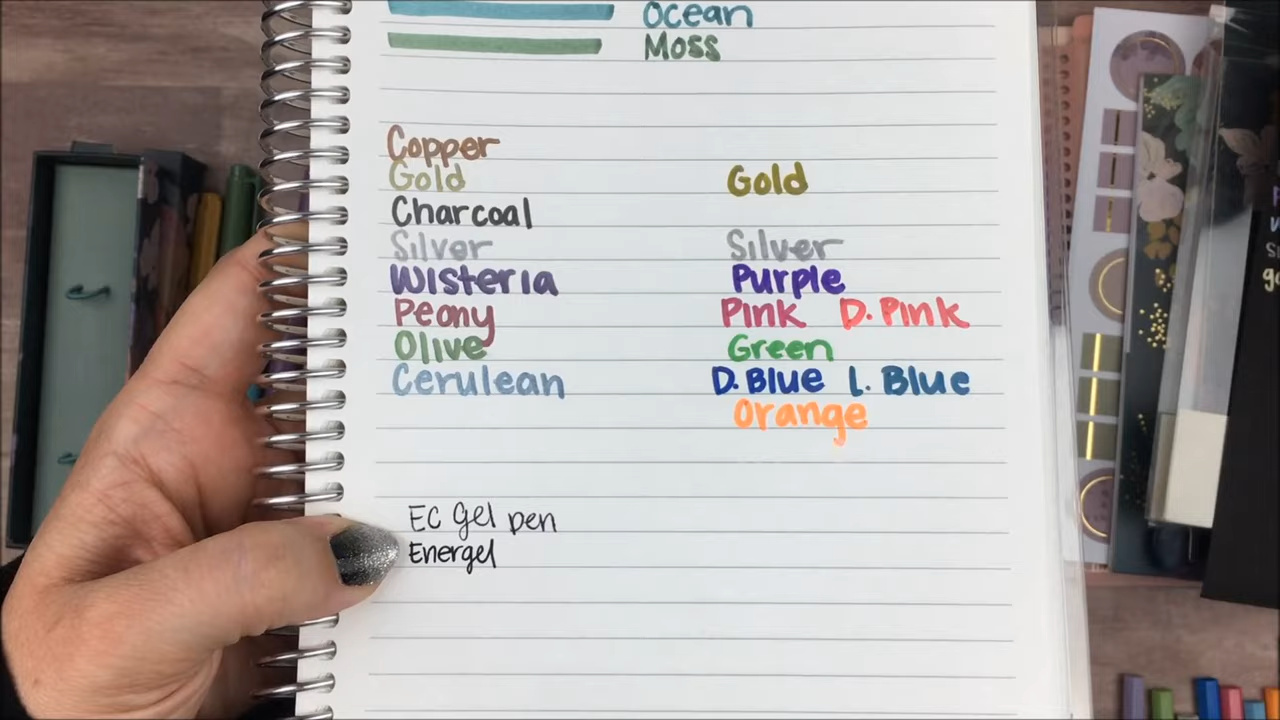 Ocean
Moss
Copper
Gold Gold
Charcoal
Silver Silver
Wisteria Purple
Peony Pink D. Pink
Olive Green
Cerulean D. Blue L. Blue
Orange
EC Gel pen
Energel